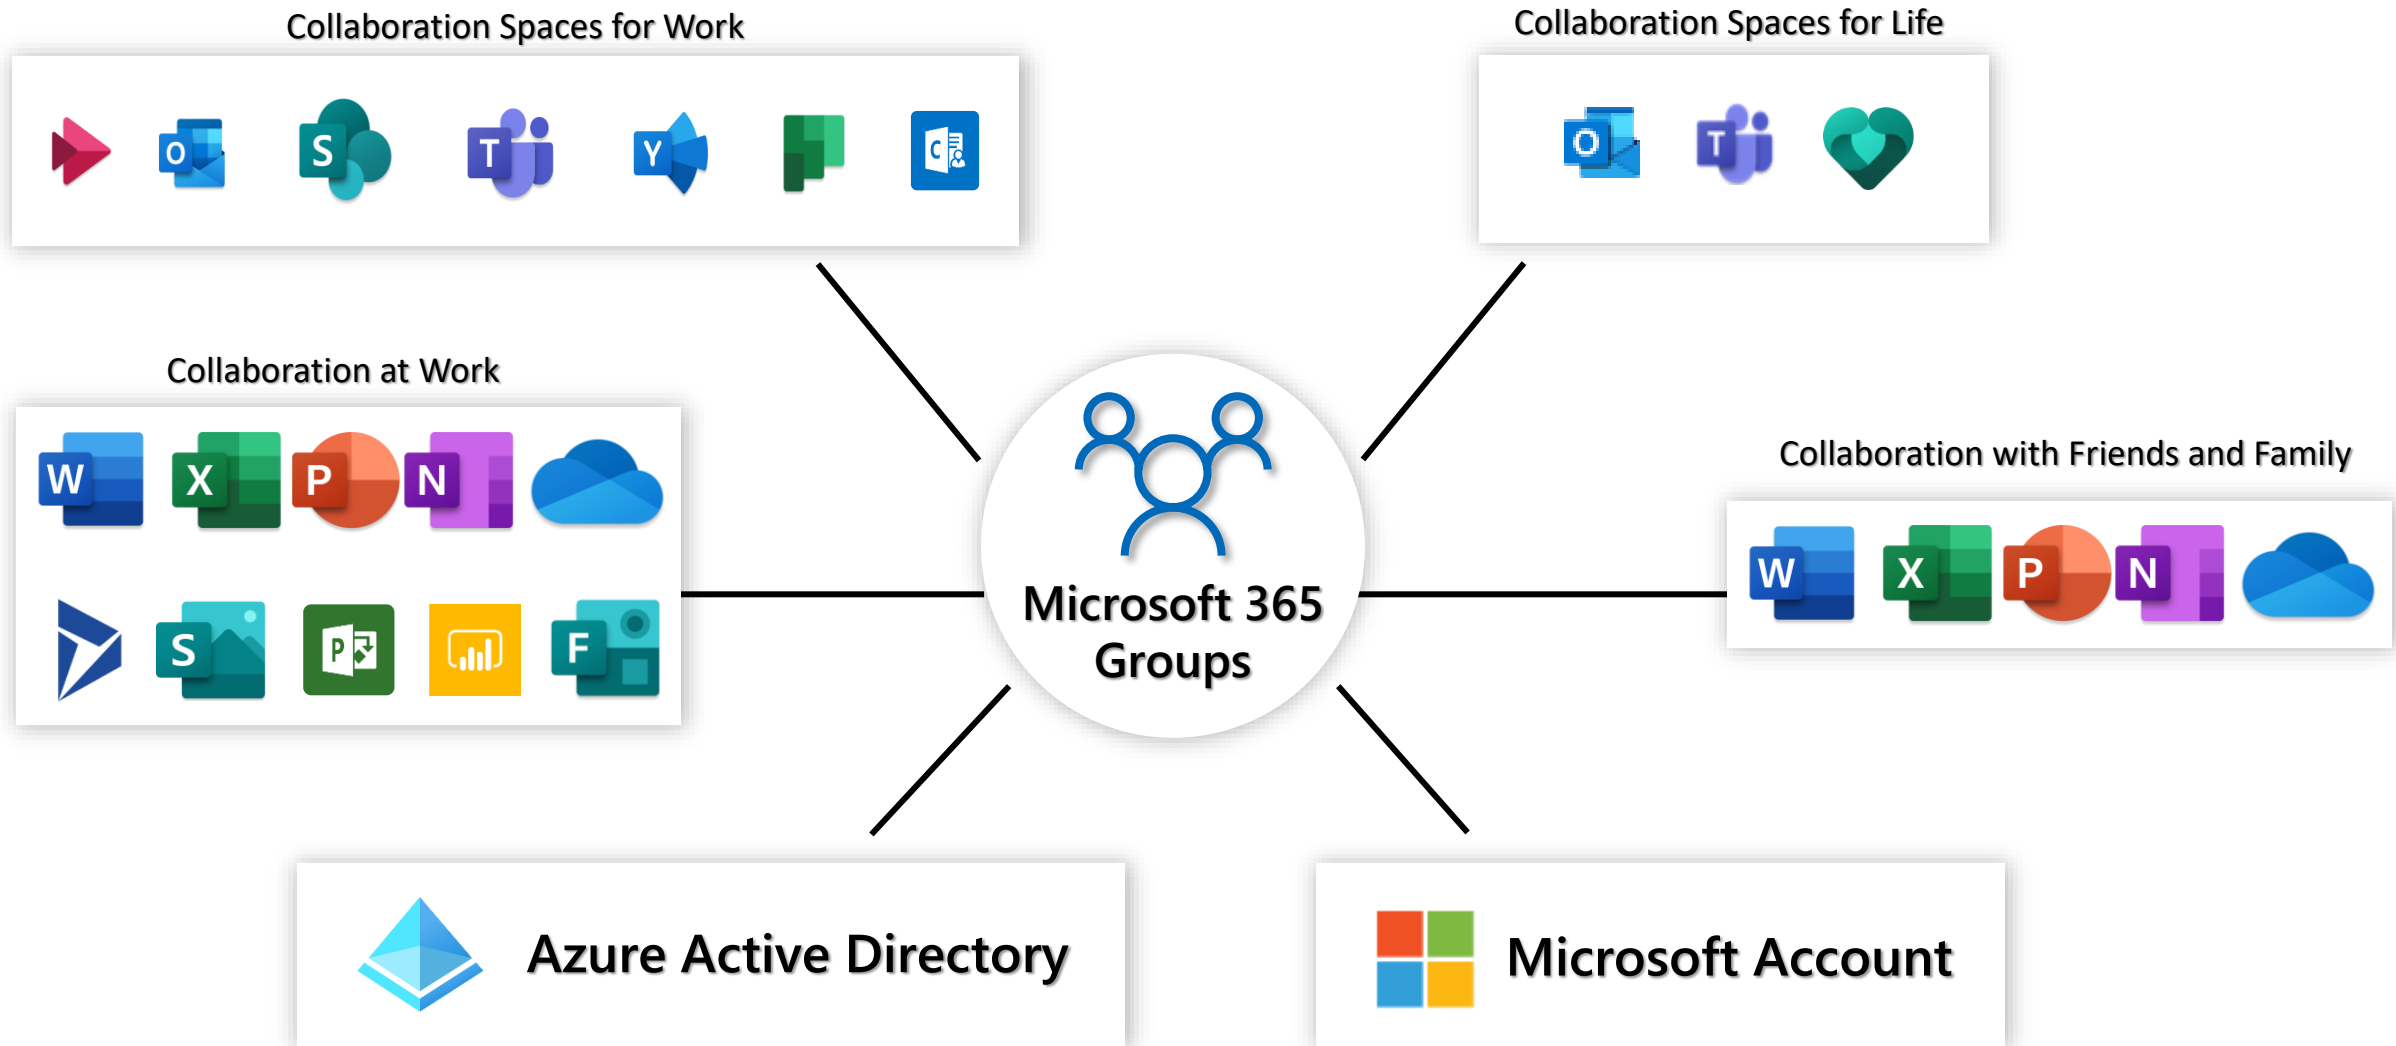 Collaboration Spaces for Work
Collaboration Spaces for Life
O S T Y C
O T
Collaboration at Work
Collaboration with Friends and Family
W X P N
W X P N
S P F
Microsoft 365
Groups
Azure Active Directory
Microsoft Account